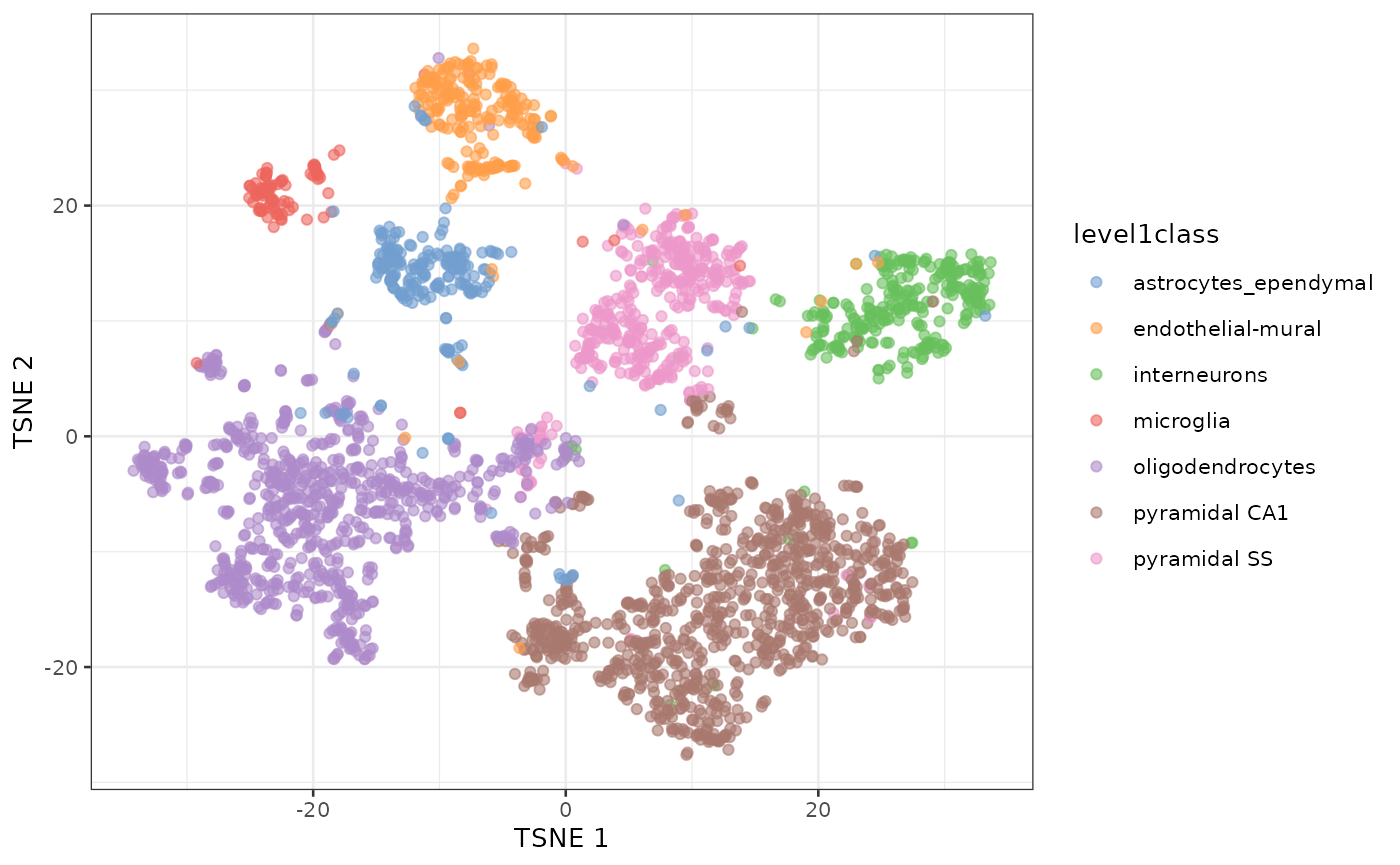 TSNE 2
20
0
-20
-20
0
20
TSNE 1
level1class
astrocytes_ependymal
endothelial-mural
interneurons
microglia
oligodendrocytes
pyramidal CA1
pyramidal SS